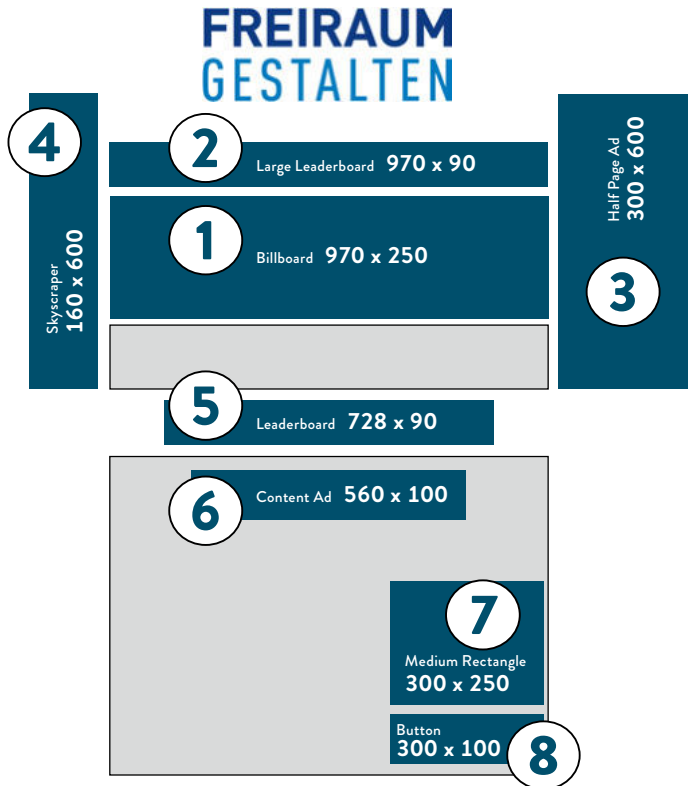 FREIRAUM
GESTALTEN
4
Skyscraper
160 x 600
2
Large Leaderboard 970 x 90
1
Billboard 970 x 250
Half Page Ad
300 x 600
3
5
Leaderboard 728 x 90
6
Content Ad 560 x 100
7
Medium Rectangle
300 x 250
Button
300 x 100
8